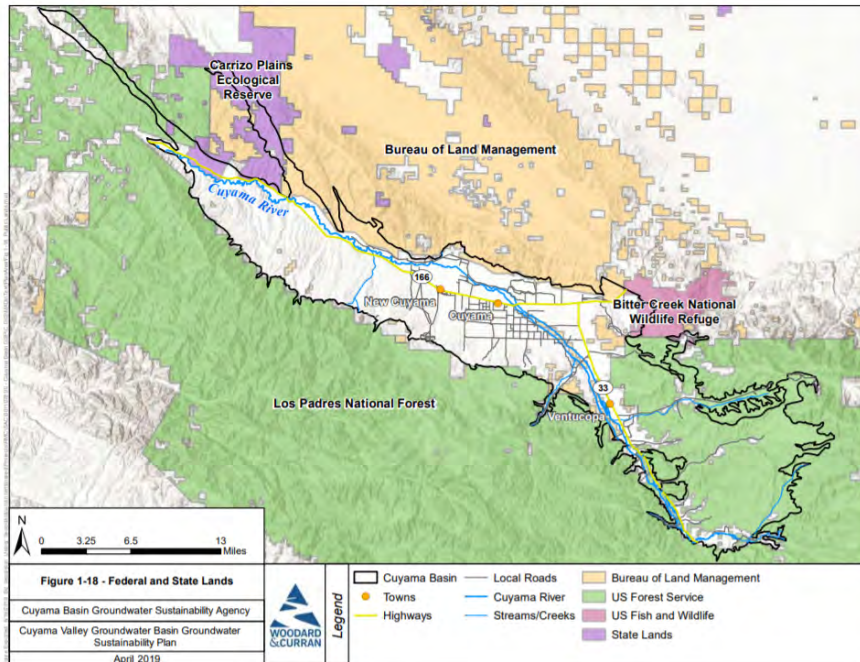 Carrizo Plains
Ecological
Reserve
Bureau of Land Management
Cuyama River
166
New Cuyama
Cuyama
Bitter Creek National
Wildlife Refuge
33
Los Padres National Forest
Ventucopa
N
0 3.25 6.5 13
Miles
Figure 1-18 - Federal and State Lands
Cuyama Basin Groundwater Sustainability Agency
Cuyama Valley Groundwater Basin Groundwater
Sustainability Plan
April 2019
WOODARD
&CURRAN
Legend
Cuyama Basin
Towns
Highways
Local Roads
Cuyama River
Streams/Creeks
Bureau of Land Management
US Forest Service
US Fish and Wildlife
State Lands